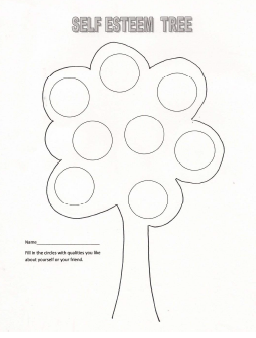 SELF ESTEEM TREE
Name
Fill in the circles with qualities you like
about yourself or your friend.